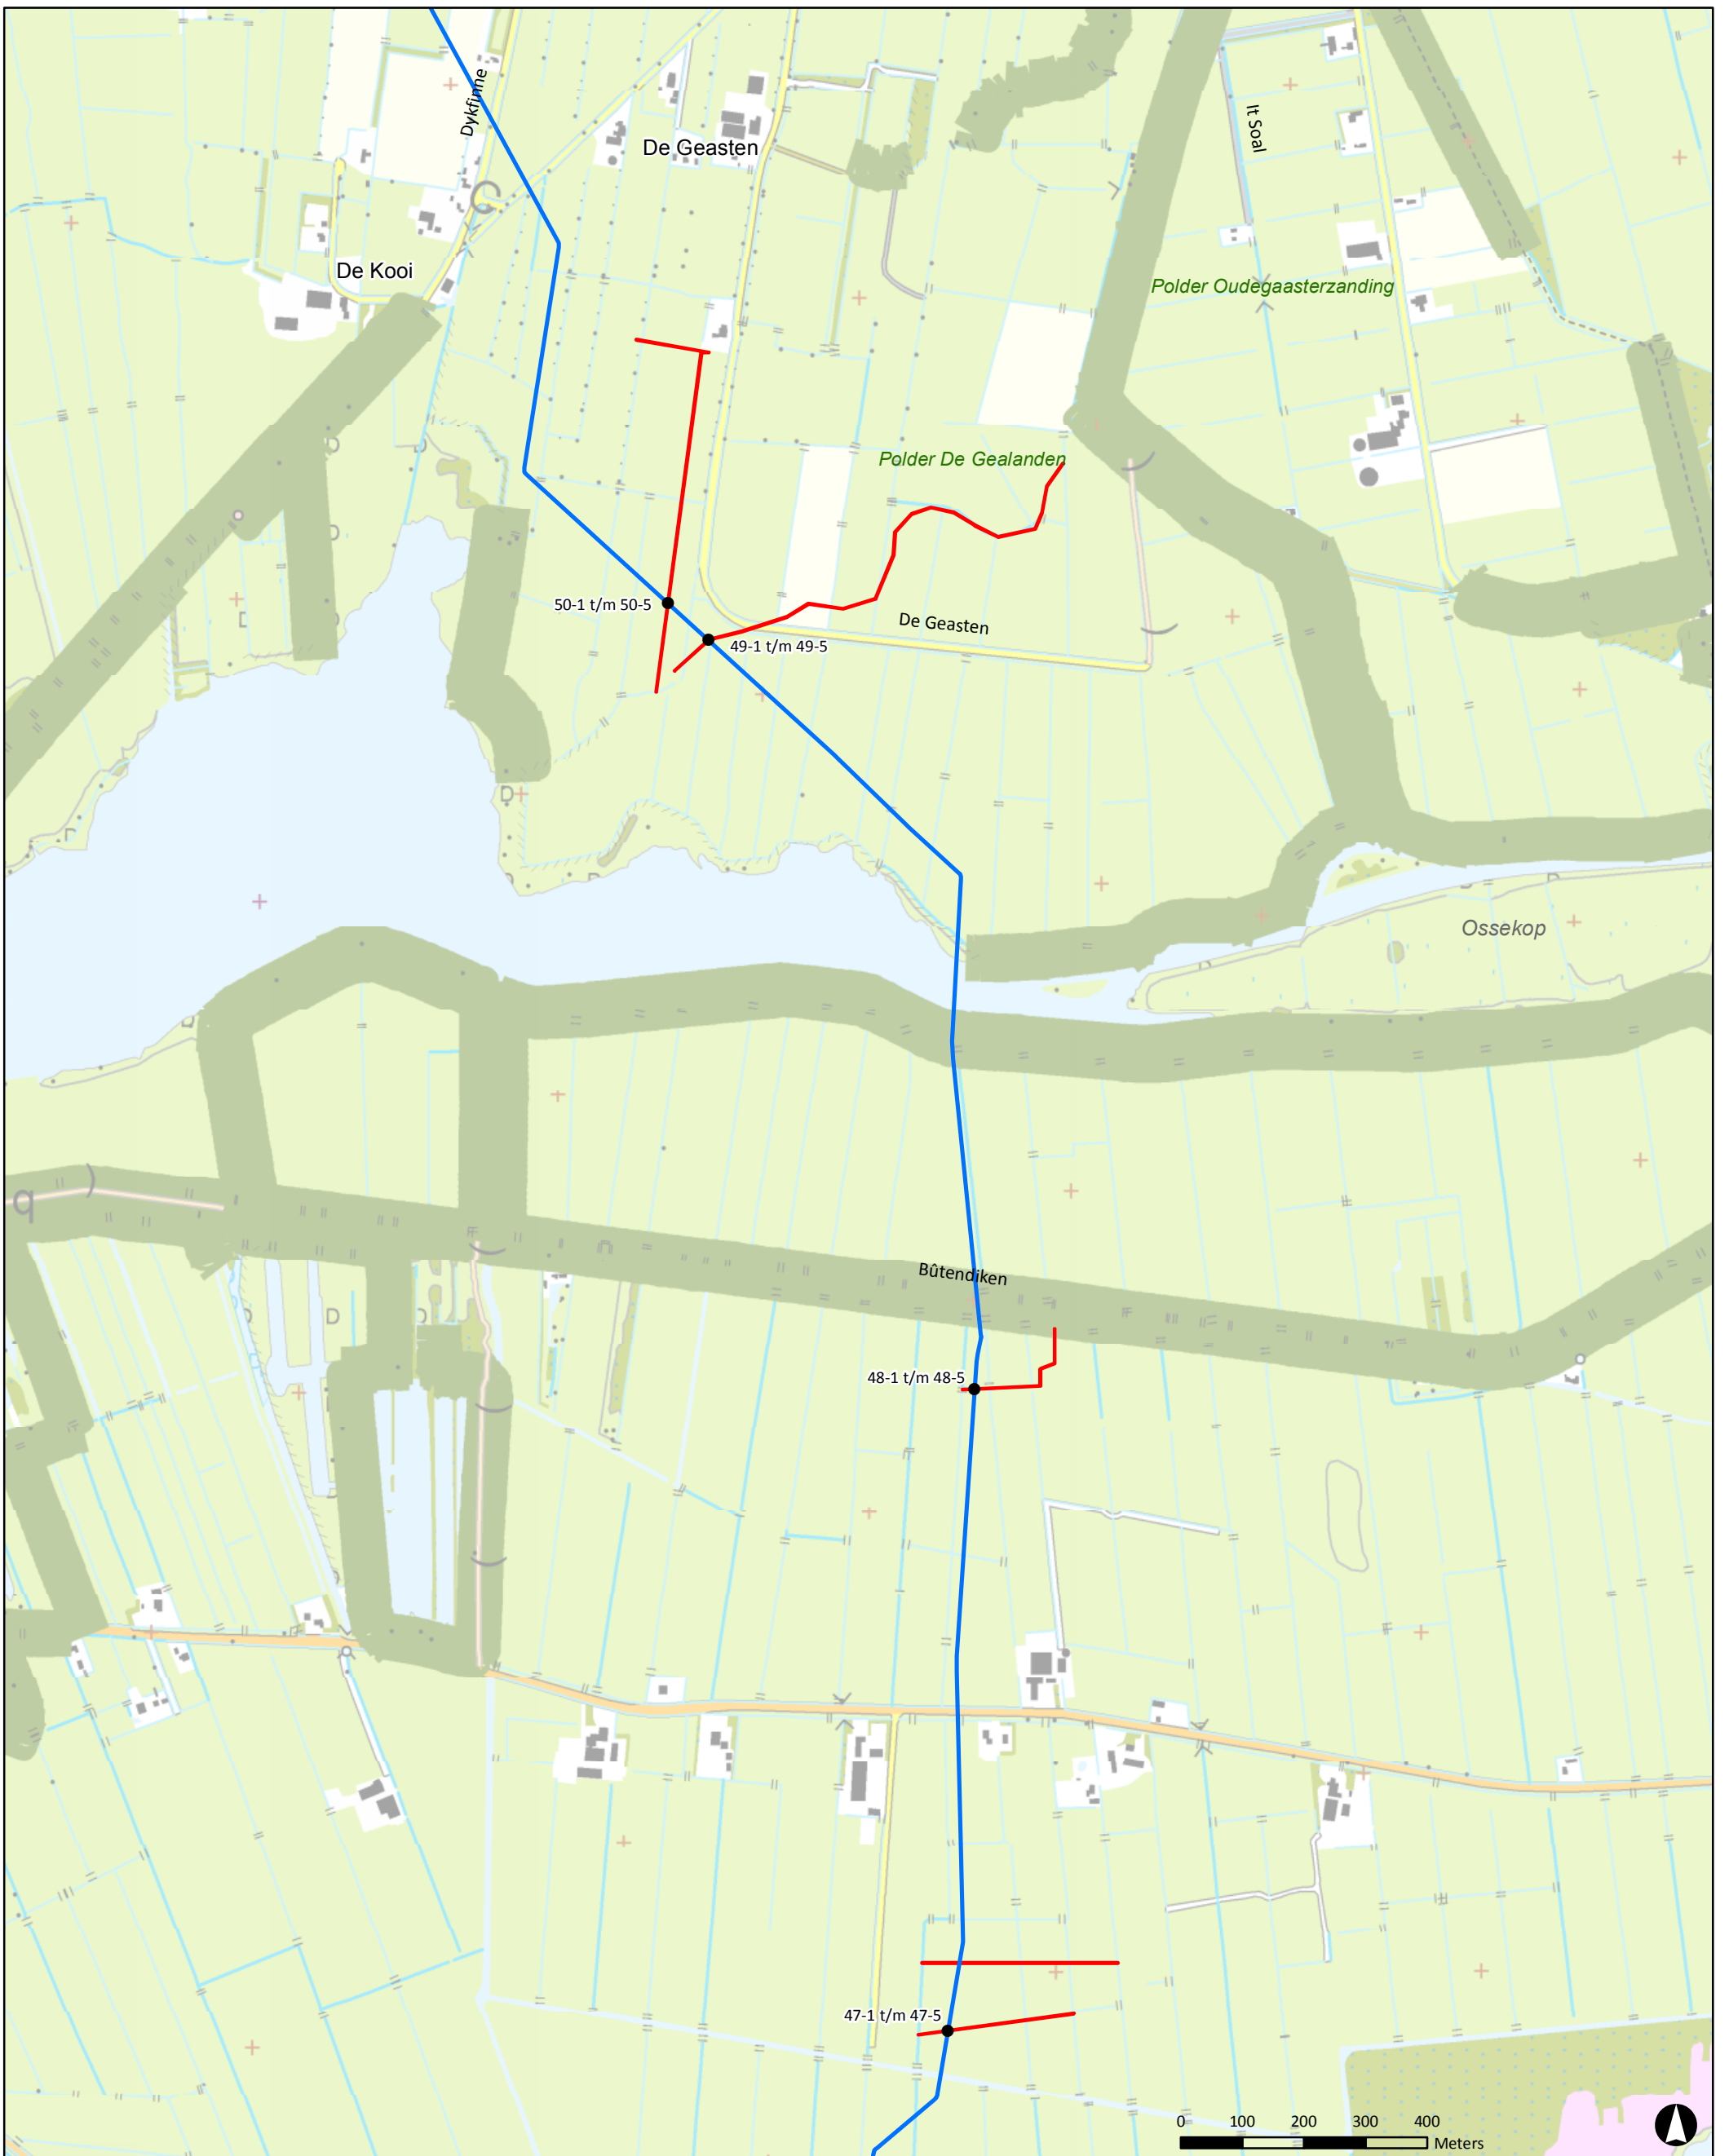 Dykfinne
De Geasten
It Soal
De Kooi
Polder Oudegaasterzanding
Polder De Gealanden
50-1 t/m 50-5
De Geasten
49-1 t/m 49-5
Ossekop
q
Bûtendiken
48-1 t/m 48-5
47-1 t/m 47-5
0 100 200 300 400
Meters